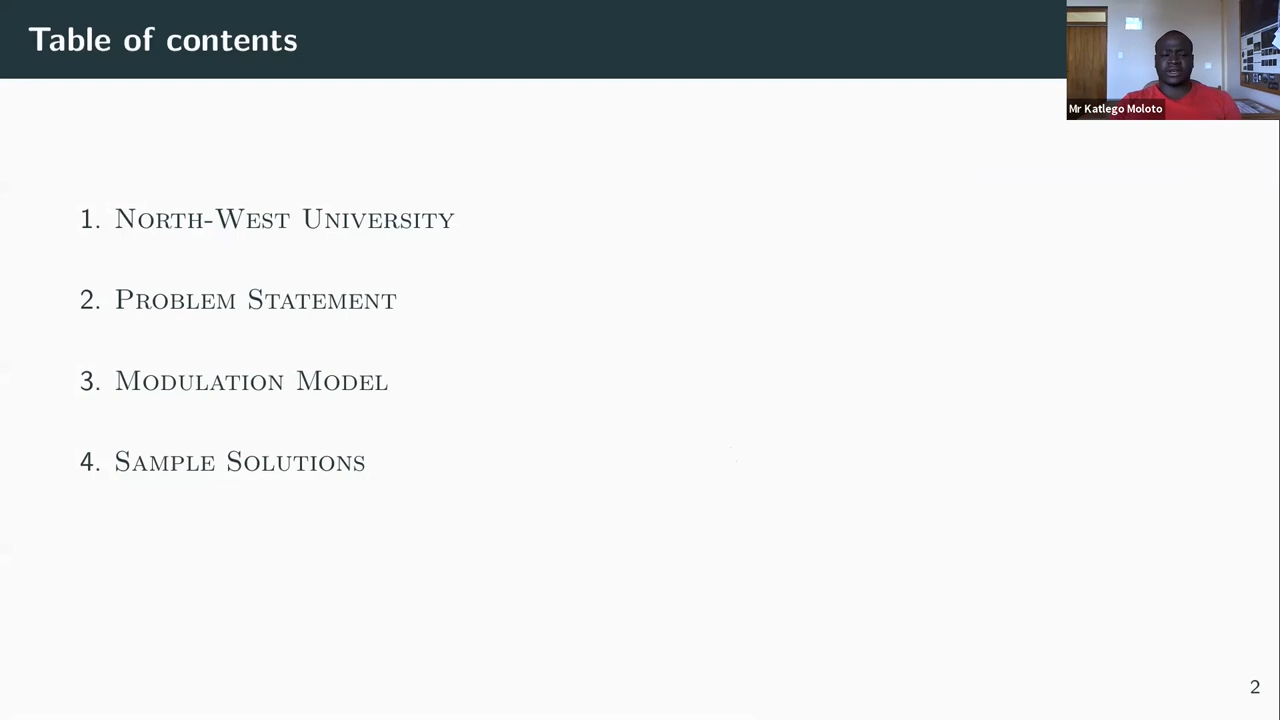 Table of contents
Mr Katlego Moloto
1. North-West University
2. Problem Statement
3. Modulation Model
4. Sample Solutions
2